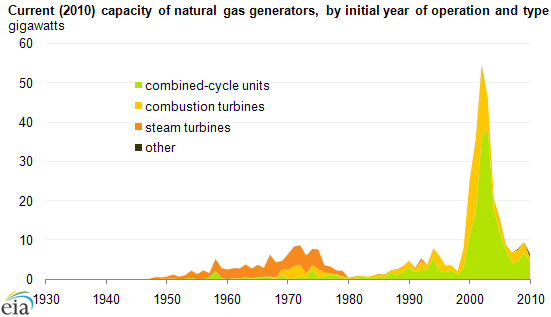 Current (2010) capacity of natural gas generators, by initial year of operation and type
gigawatts
60
50
40
30
20
10
0
combined-cycle units
combustion turbines
steam turbines
other
1930 1940 1950 1960 1970 1980 1990 2000 2010
eia